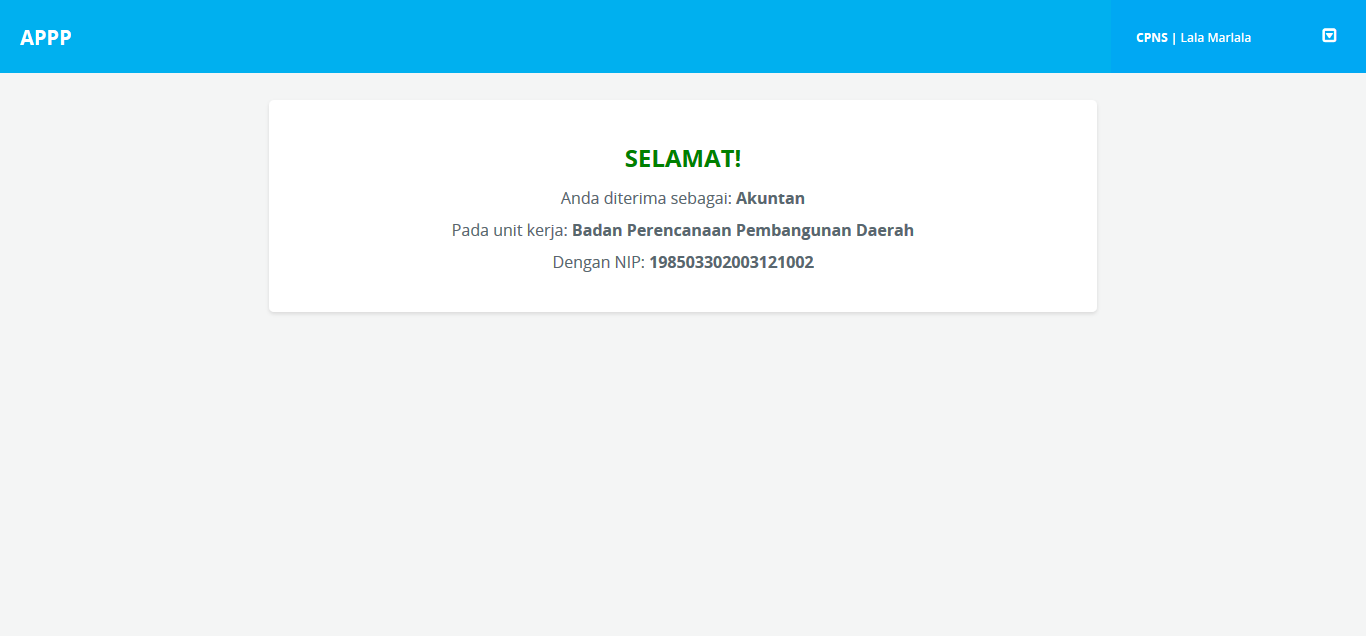 APPP
CPNS | Lala Marlala
SELAMAT!
Anda diterima sebagai: Akuntan
Pada unit kerja: Badan Perencanaan Pembangunan Daerah
Dengan NIP: 198503302003121002